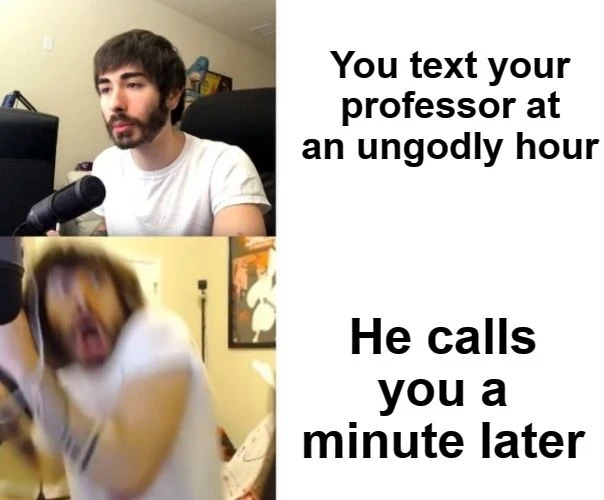 You text your
professor at
an ungodly hour
He calls
you a
minute later